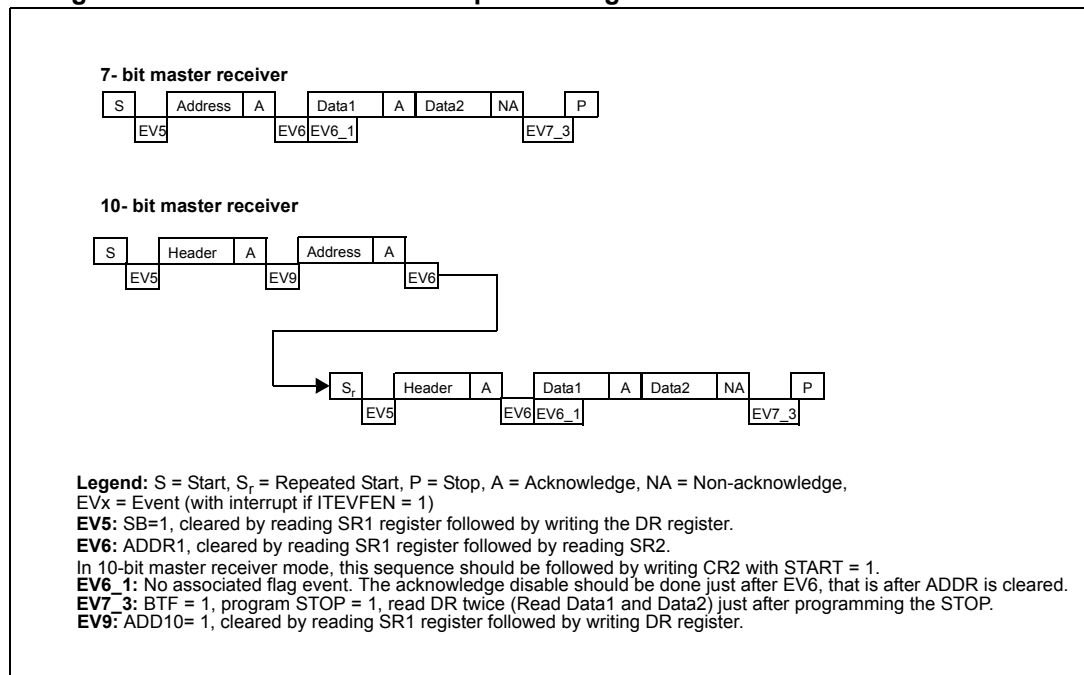 7- bit master receiver
S Address A Data1 A Data2 NA P
EV5 EV6 EV6_1 EV7_3
10- bit master receiver
S Header A Address A
EV5 EV9 EV6
Sr Header A Data1 A Data2 NA P
EV5 EV6 EV6_1 EV7_3
Legend: S = Start, Sr = Repeated Start, P = Stop, A = Acknowledge, NA = Non-acknowledge,
EVx = Event (with interrupt if ITEVFEN = 1)
EV5: SB=1, cleared by reading SR1 register followed by writing the DR register.
EV6: ADDR1, cleared by reading SR1 register followed by reading SR2.
In 10-bit master receiver mode, this sequence should be followed by writing CR2 with START = 1.
EV6_1: No associated flag event. The acknowledge disable should be done just after EV6, that is after ADDR is cleared.
EV7_3: BTF = 1, program STOP = 1, read DR twice (Read Data1 and Data2) just after programming the STOP.
EV9: ADD10= 1, cleared by reading SR1 register followed by writing DR register.